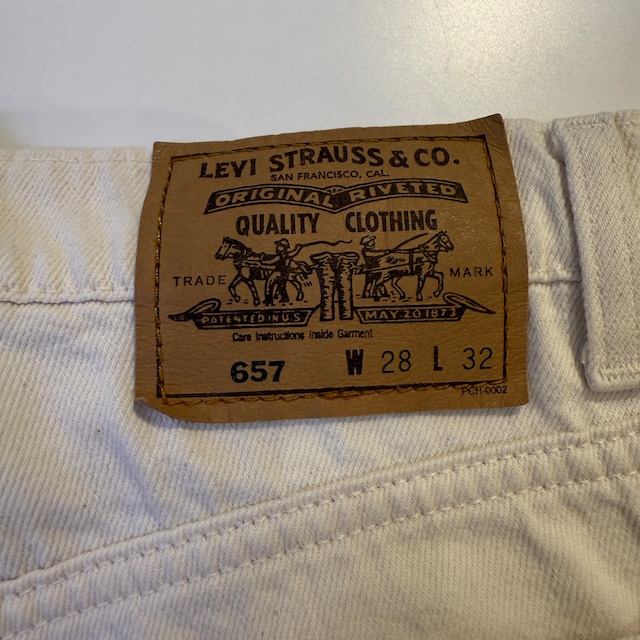 LEVI STRAUSS & CO.
SAN FRANCISCO, CAL
ORIGINAL RIVETED
QUALITY CLOTHING
TRADE MARK
PATENTED IN U.S. MAY 20 1873
Care Instructions Inside Garment
657 W 28 L 32
PCH-0002